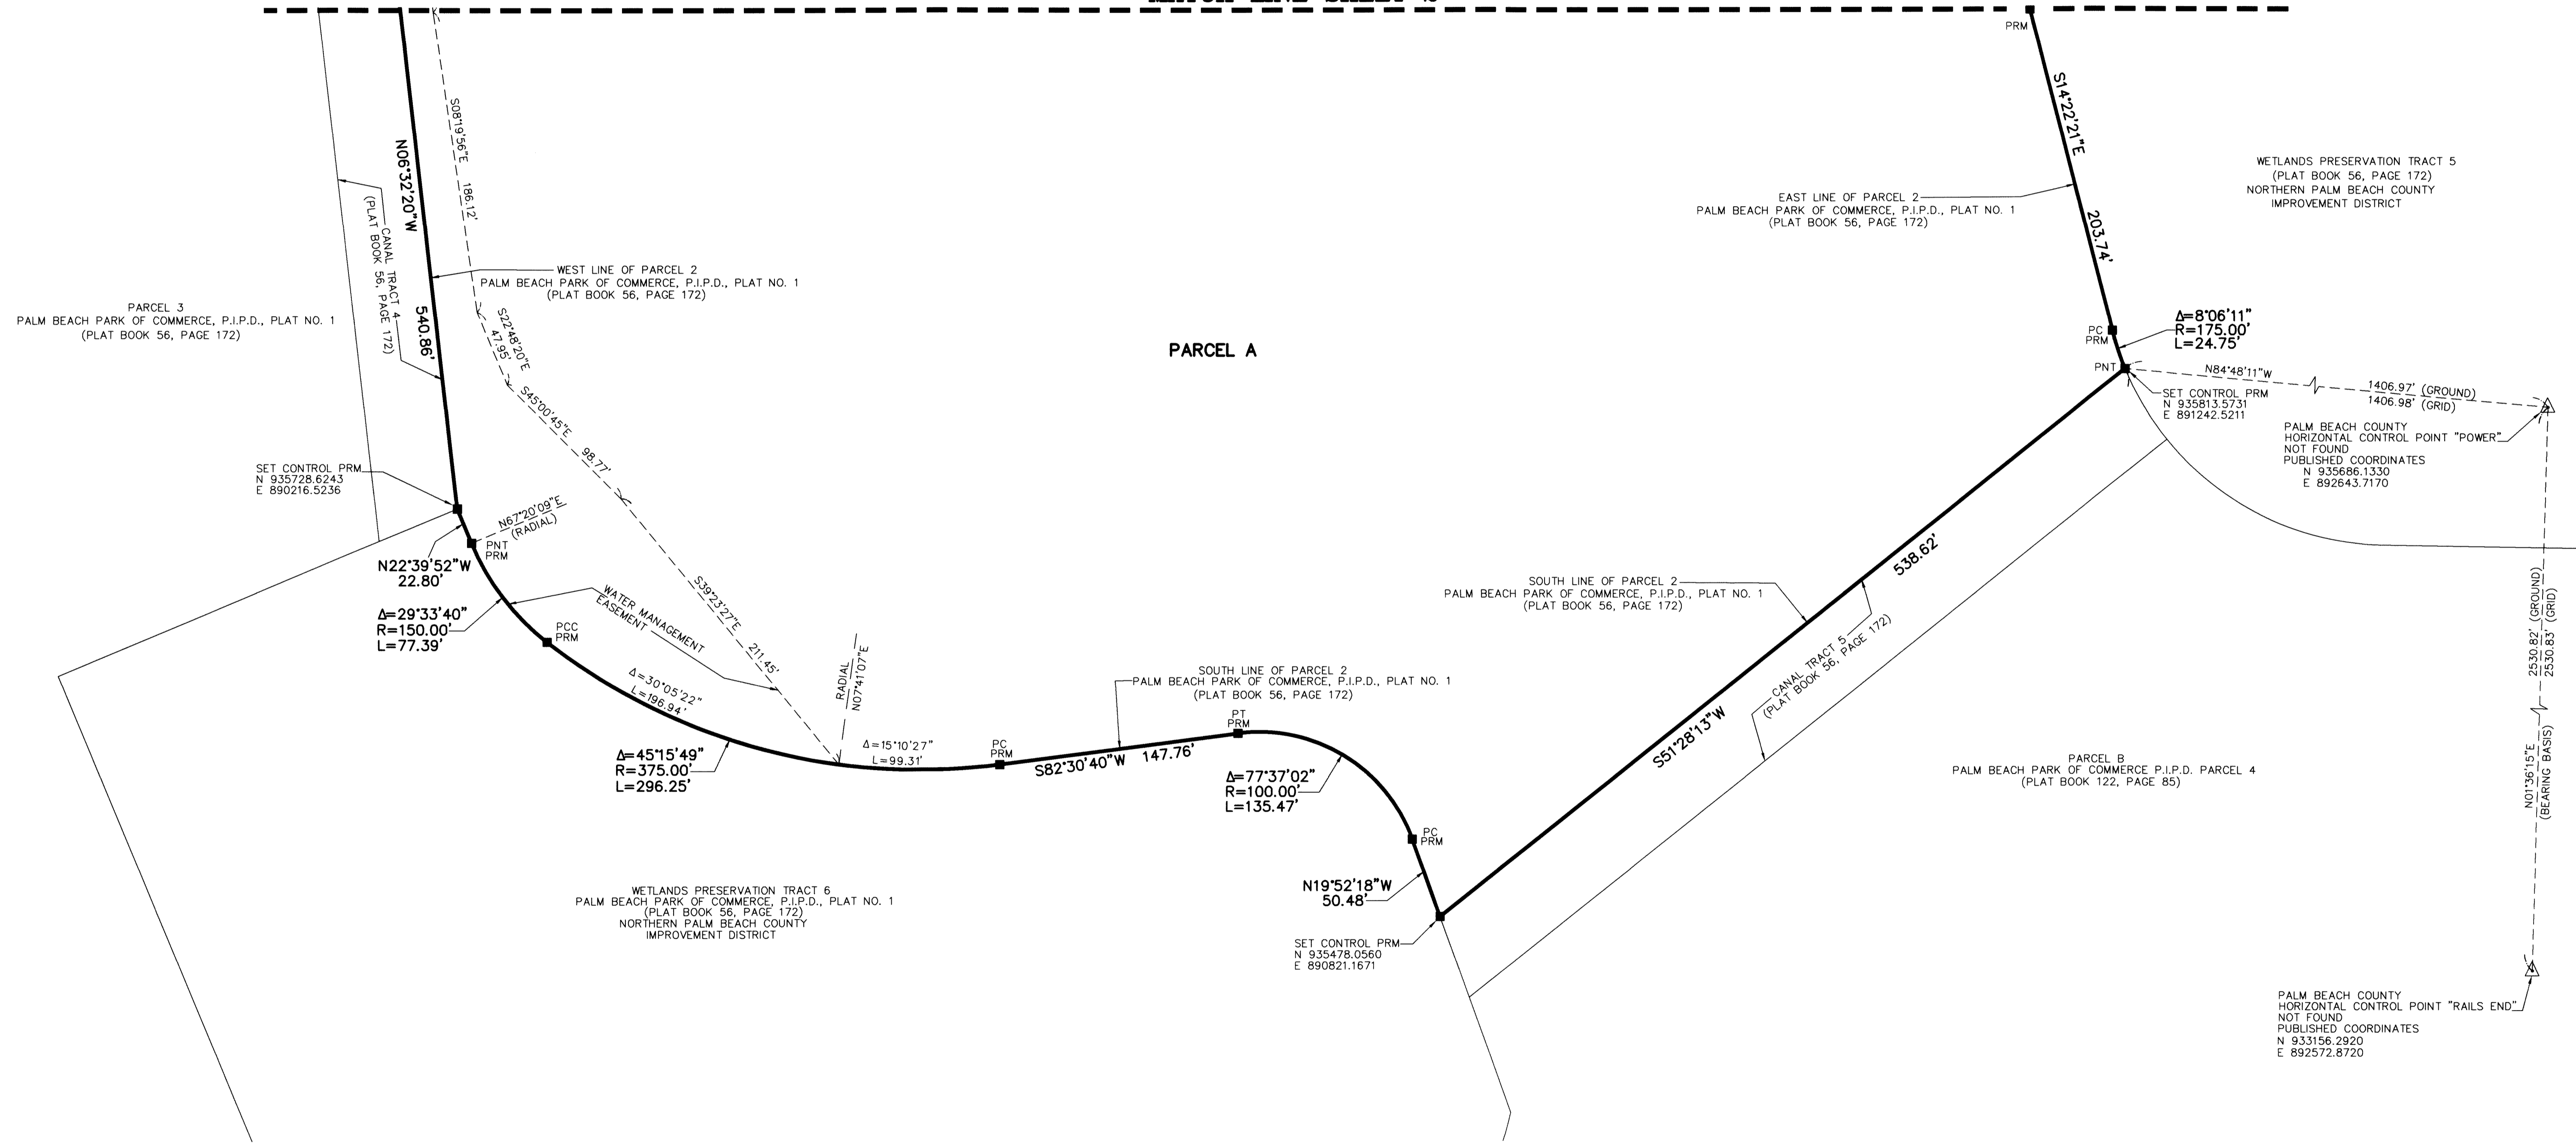 MATCH LINE SHEET
PRM
S14°22'21"E
203.74'
WETLANDS PRESERVATION TRACT 5
(PLAT BOOK 56, PAGE 172)
NORTHERN PALM BEACH COUNTY
IMPROVEMENT DISTRICT
EAST LINE OF PARCEL 2
PALM BEACH PARK OF COMMERCE, P.I.P.D., PLAT NO. 1
(PLAT BOOK 56, PAGE 172)
N06°32'20"W
540.86'
S08°19'56"E 186.12'
CANAL TRACT 4
(PLAT BOOK 56, PAGE 172)
WEST LINE OF PARCEL 2
PALM BEACH PARK OF COMMERCE, P.I.P.D., PLAT NO. 1
(PLAT BOOK 56, PAGE 172)
PARCEL 3
PALM BEACH PARK OF COMMERCE, P.I.P.D., PLAT NO. 1
(PLAT BOOK 56, PAGE 172)
S22°48'20"E
47.95'
PARCEL A
PC
PRM
Δ=8°06'11"
R=175.00'
L=24.75'
PNT
N84°48'11"W
1406.97' (GROUND)
1406.98' (GRID)
SET CONTROL PRM
N 935813.5731
E 891242.5211
PALM BEACH COUNTY
HORIZONTAL CONTROL POINT "POWER"
NOT FOUND
PUBLISHED COORDINATES
N 935686.1330
E 892643.7170
S45°00'45"E 98.77'
SET CONTROL PRM
N 935728.6243
E 890216.5236
N67°20'09"E
(RADIAL)
PNT
PRM
N22°39'52"W
22.80'
Δ=29°33'40"
R=150.00'
L=77.39'
WATER MANAGEMENT
EASEMENT
S39°23'27"E 211.45'
PCC
PRM
Δ=30°05'22"
L=196.94'
RADIAL
N07°41'07"E
Δ=45°15'49"
R=375.00'
L=296.25'
Δ=15°10'27"
L=99.31'
PC
PRM
SOUTH LINE OF PARCEL 2
PALM BEACH PARK OF COMMERCE, P.I.P.D., PLAT NO. 1
(PLAT BOOK 56, PAGE 172)
S82°30'40"W 147.76'
PT
PRM
Δ=77°37'02"
R=100.00'
L=135.47'
PC
PRM
N19°52'18"W
50.48'
SET CONTROL PRM
N 935478.0560
E 890821.1671
SOUTH LINE OF PARCEL 2
PALM BEACH PARK OF COMMERCE, P.I.P.D., PLAT NO. 1
(PLAT BOOK 56, PAGE 172)
538.62'
S51°28'13"W
CANAL TRACT 5
(PLAT BOOK 56, PAGE 172)
PARCEL B
PALM BEACH PARK OF COMMERCE P.I.P.D. PARCEL 4
(PLAT BOOK 122, PAGE 85)
2530.82' (GROUND)
2530.83' (GRID)
N01°36'15"E
(BEARING BASIS)
WETLANDS PRESERVATION TRACT 6
PALM BEACH PARK OF COMMERCE, P.I.P.D., PLAT NO. 1
(PLAT BOOK 56, PAGE 172)
NORTHERN PALM BEACH COUNTY
IMPROVEMENT DISTRICT
PALM BEACH COUNTY
HORIZONTAL CONTROL POINT "RAILS END"
NOT FOUND
PUBLISHED COORDINATES
N 933156.2920
E 892572.8720